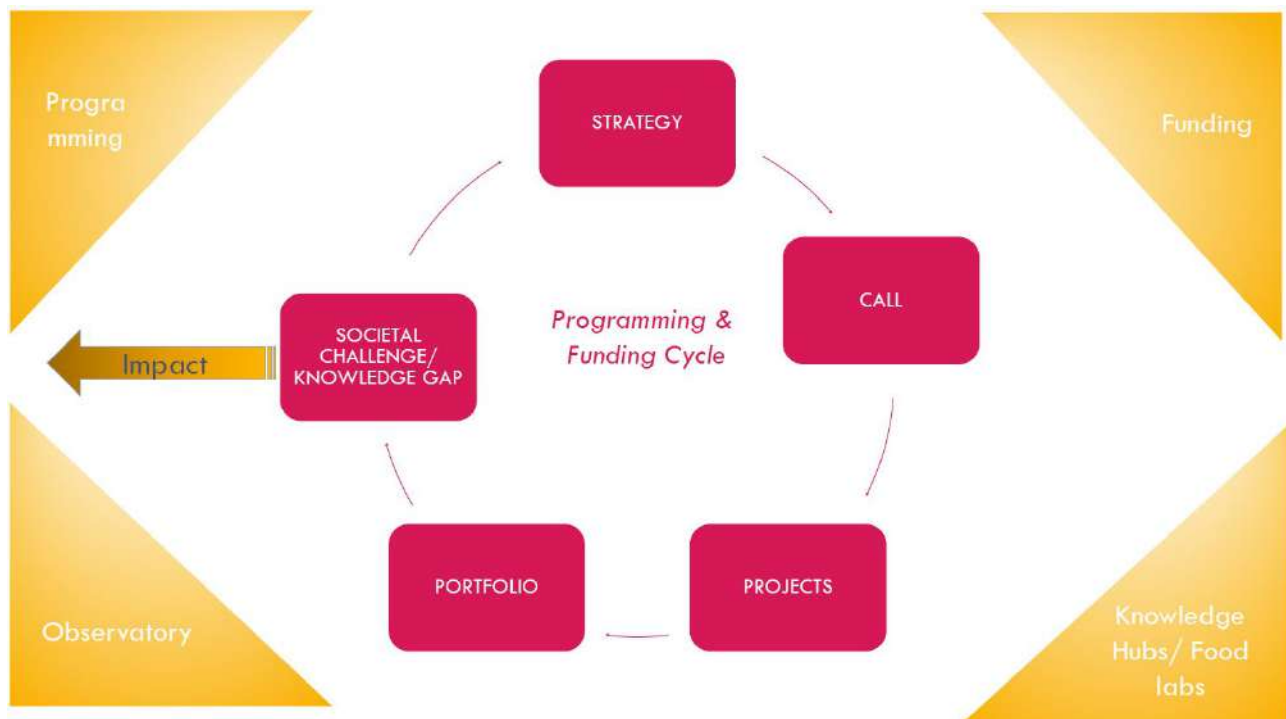 Progra
mming
Funding
STRATEGY
CALL
Programming &
Funding Cycle
SOCIETAL
CHALLENGE/
KNOWLEDGE GAP
Impact
PORTFOLIO
PROJECTS
Observatory
Knowledge
Hubs/ Food
labs